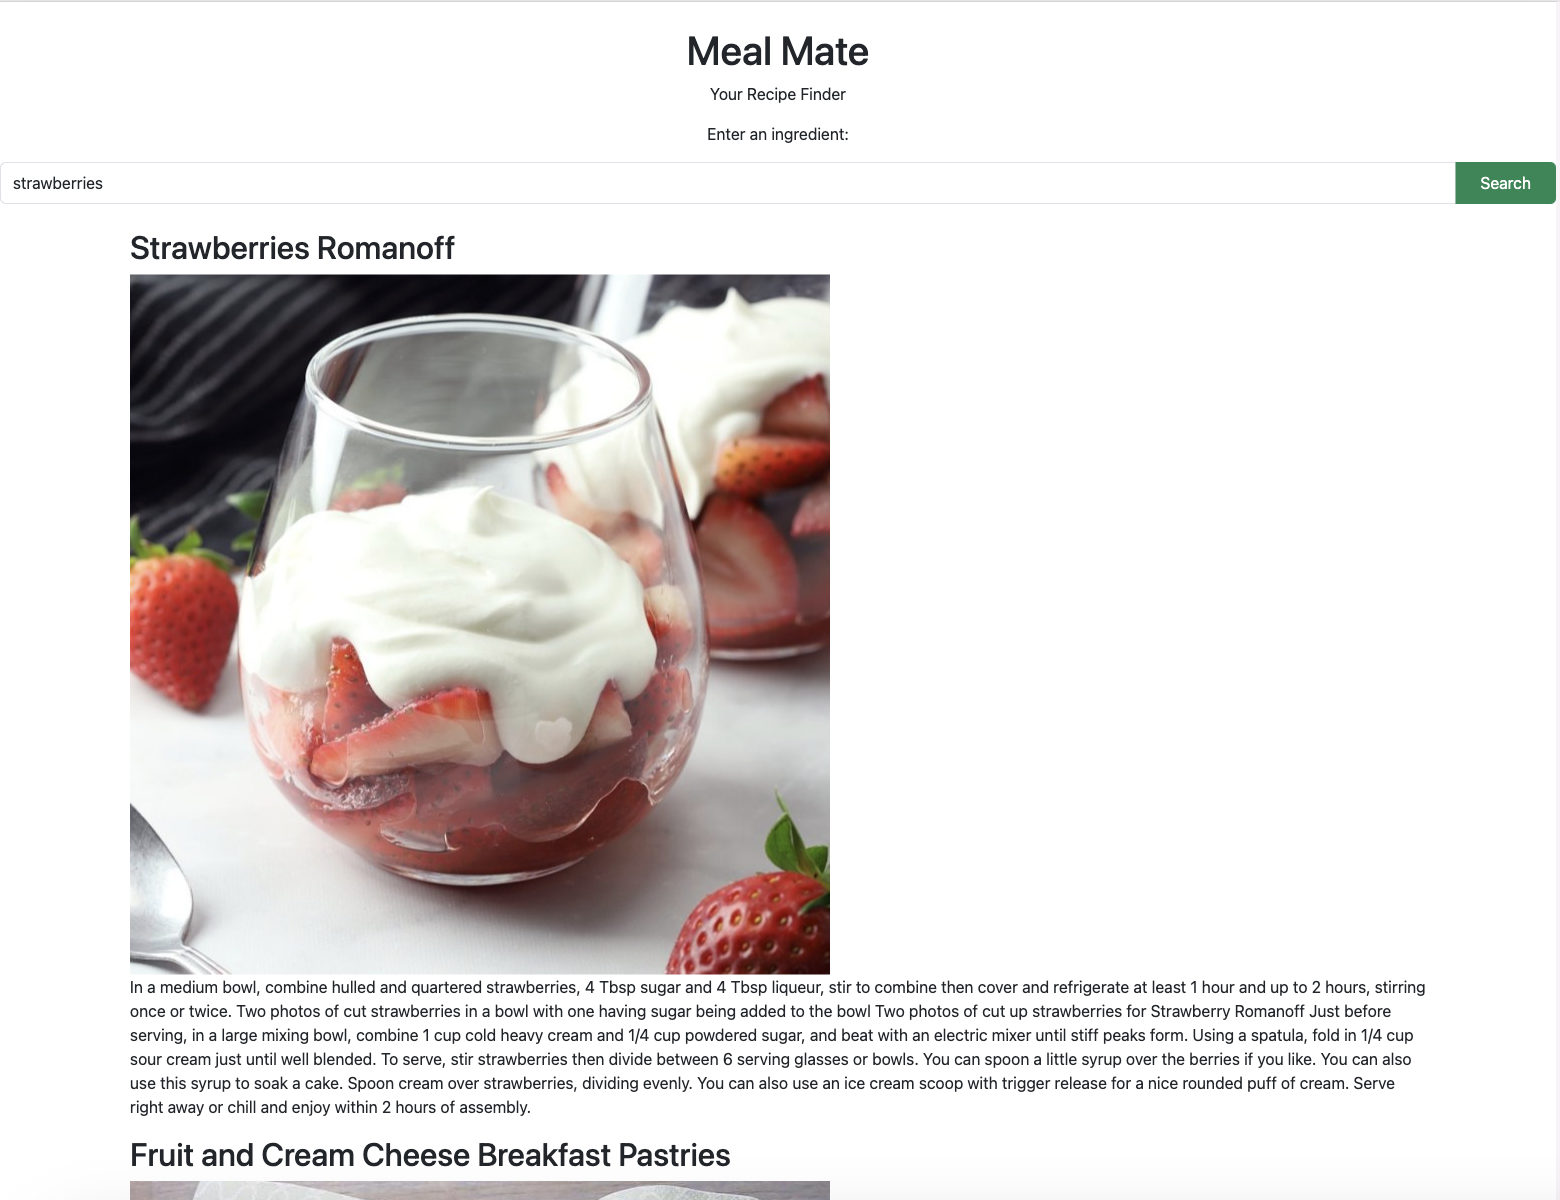 Meal Mate
Your Recipe Finder
Enter an ingredient:
strawberries
Search
Strawberries Romanoff
In a medium bowl, combine hulled and quartered strawberries, 4 Tbsp sugar and 4 Tbsp liqueur, stir to combine then cover and refrigerate at least 1 hour and up to 2 hours, stirring
once or twice. Two photos of cut strawberries in a bowl with one having sugar being added to the bowl Two photos of cut up strawberries for Strawberry Romanoff Just before
serving, in a large mixing bowl, combine 1 cup cold heavy cream and 1/4 cup powdered sugar, and beat with an electric mixer until stiff peaks form. Using a spatula, fold in 1/4 cup
sour cream just until well blended. To serve, stir strawberries then divide between 6 serving glasses or bowls. You can spoon a little syrup over the berries if you like. You can also
use this syrup to soak a cake. Spoon cream over strawberries, dividing evenly. You can also use an ice cream scoop with trigger release for a nice rounded puff of cream. Serve
right away or chill and enjoy within 2 hours of assembly.
Fruit and Cream Cheese Breakfast Pastries